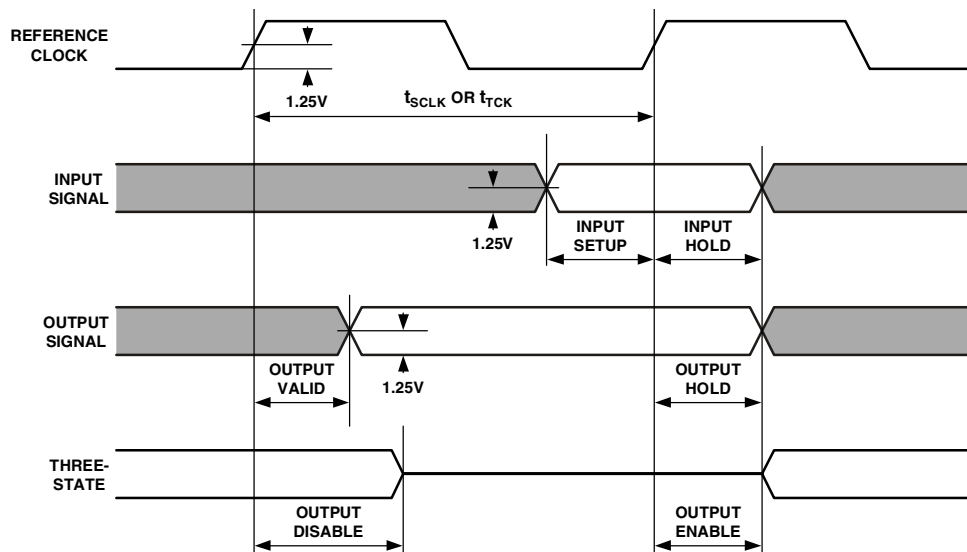 REFERENCE
CLOCK
1.25V
tSCLK OR tTCK
INPUT
SIGNAL
1.25V
INPUT
SETUP
INPUT
HOLD
OUTPUT
SIGNAL
OUTPUT
VALID
1.25V
OUTPUT
HOLD
THREE-
STATE
OUTPUT
DISABLE
OUTPUT
ENABLE